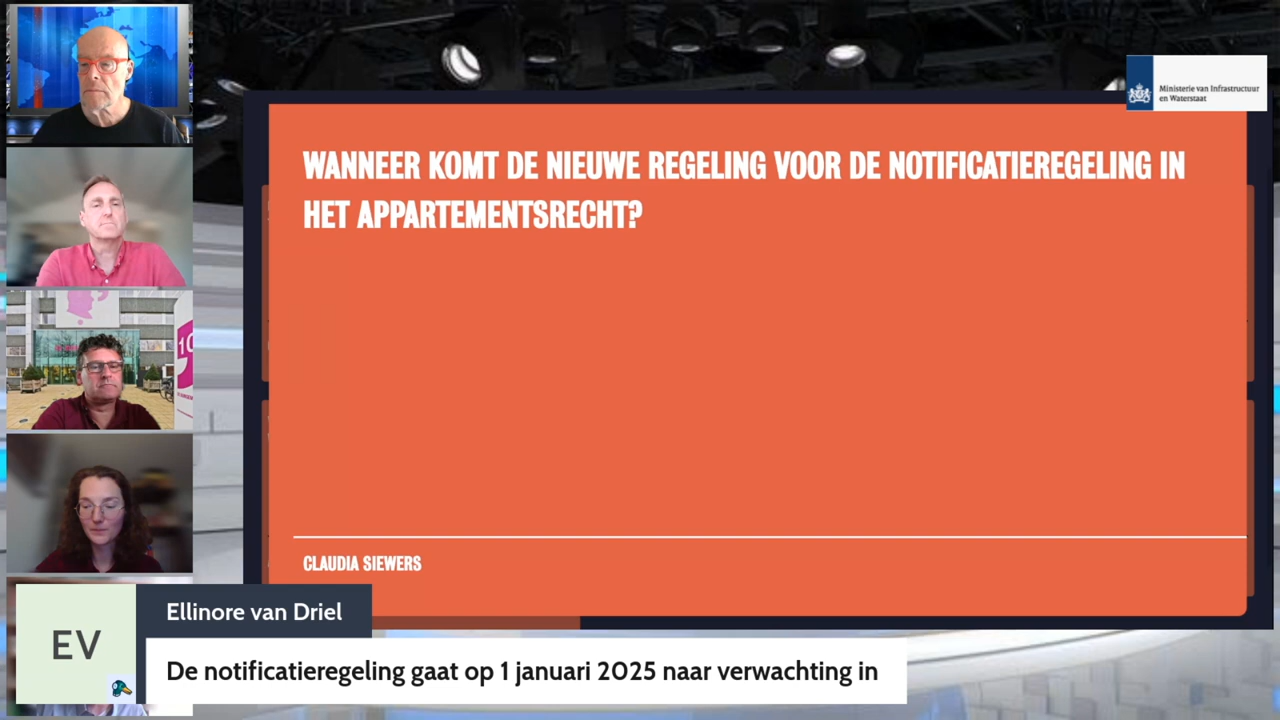 Ministerie van Infrastructuur
en Waterstaat
WANNEER KOMT DE NIEUWE REGELING VOOR DE NOTIFICATIEREGELING IN
HET APPARTEMENTSRECHT?
10
CLAUDIA SIEWERS
Ellinore van Driel
EV
De notificatieregeling gaat op 1 januari 2025 naar verwachting in